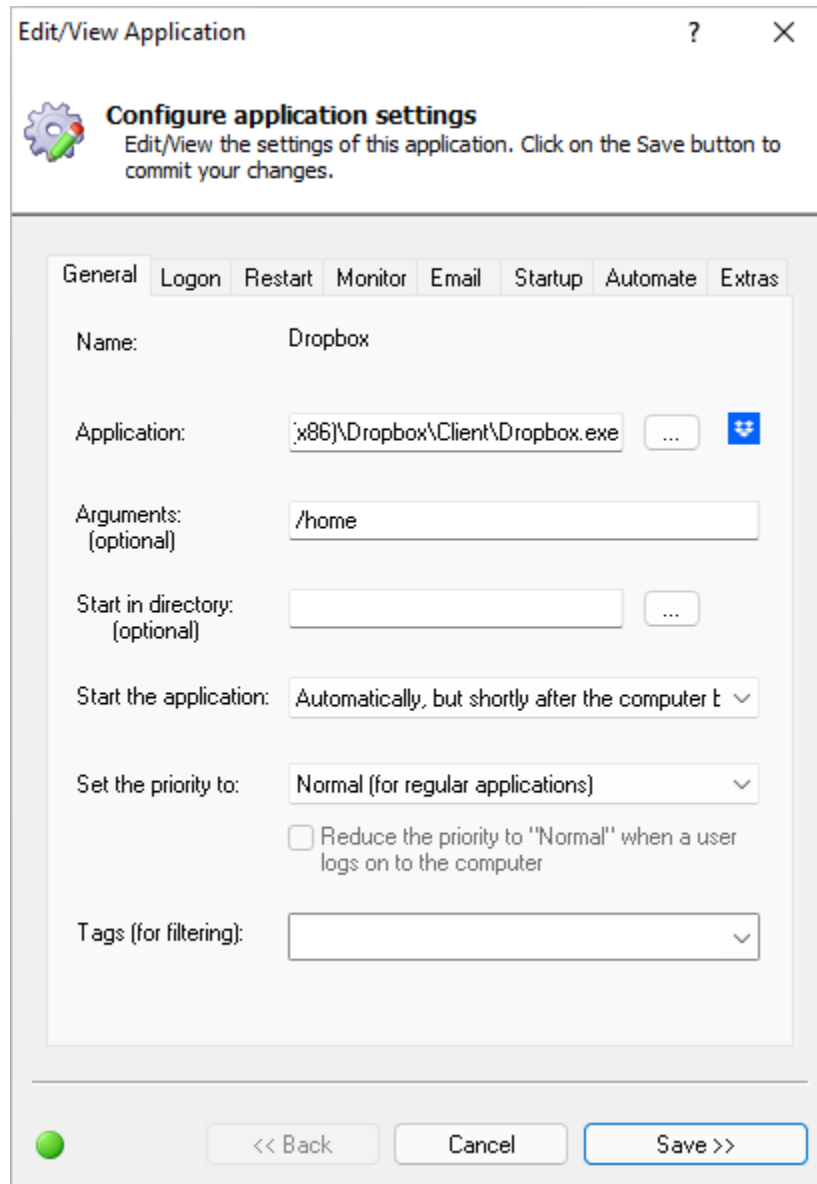 Edit/View Application
?
Configure application settings
Edit/View the settings of this application. Click on the Save button to
commit your changes.
General Logon Restart Monitor Email Startup Automate Extras
Name: Dropbox
Application: x86)\Dropbox\Client\Dropbox.exe ...
Arguments: /home
(optional)
Start in directory: ...
(optional)
Start the application: Automatically, but shortly after the computer
Set the priority to: Normal (for regular applications)
Reduce the priority to "Normal" when a user
logs on to the computer
Tags (for filtering):
<< Back Cancel Save >>